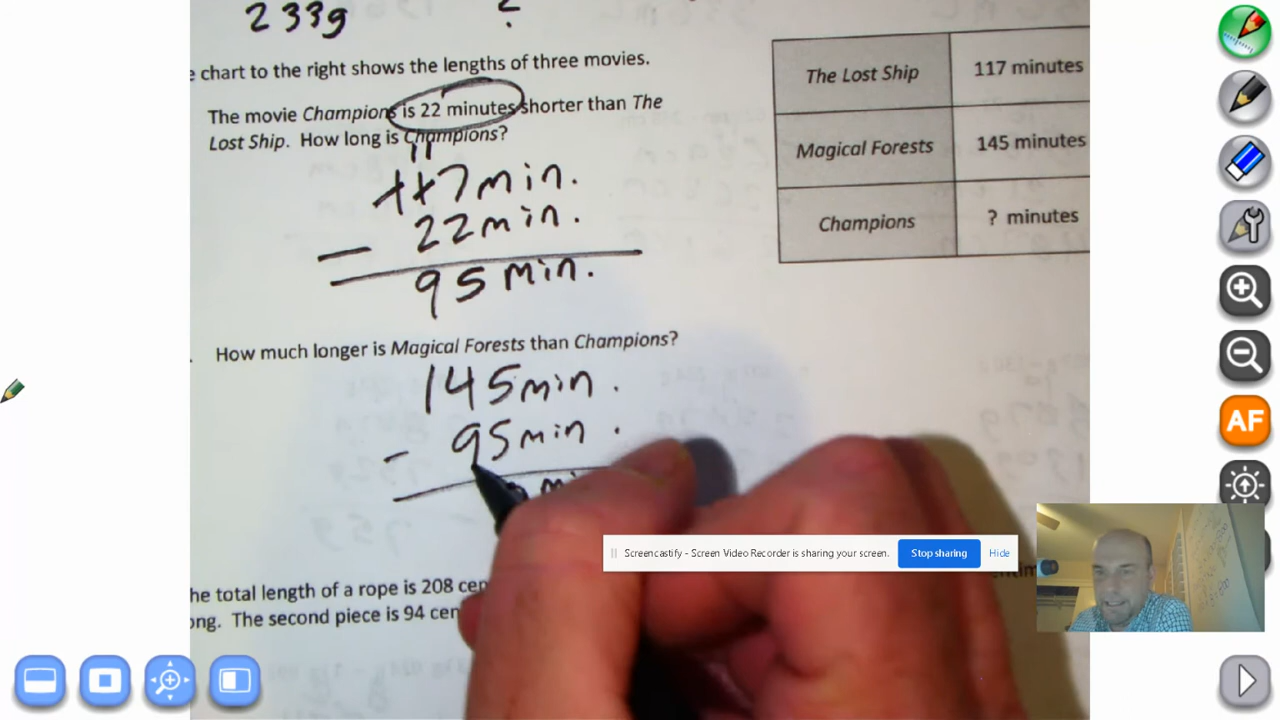 233g ?
chart to the right shows the lengths of three movies.
The movie Champions is 22 minutes shorter than The
Lost Ship. How long is Champions?
11
117 min.
- 22 min.
95 min.
How much longer is Magical Forests than Champions?
145 min.
- 95 min.
The Lost Ship 117 minutes
Magical Forests 145 minutes
Champions ? minutes
he total length of a rope is 208 cen
ong. The second piece is 94 cen
Screencastify - Screen Video Recorder is sharing your screen. Stop sharing Hide
AF